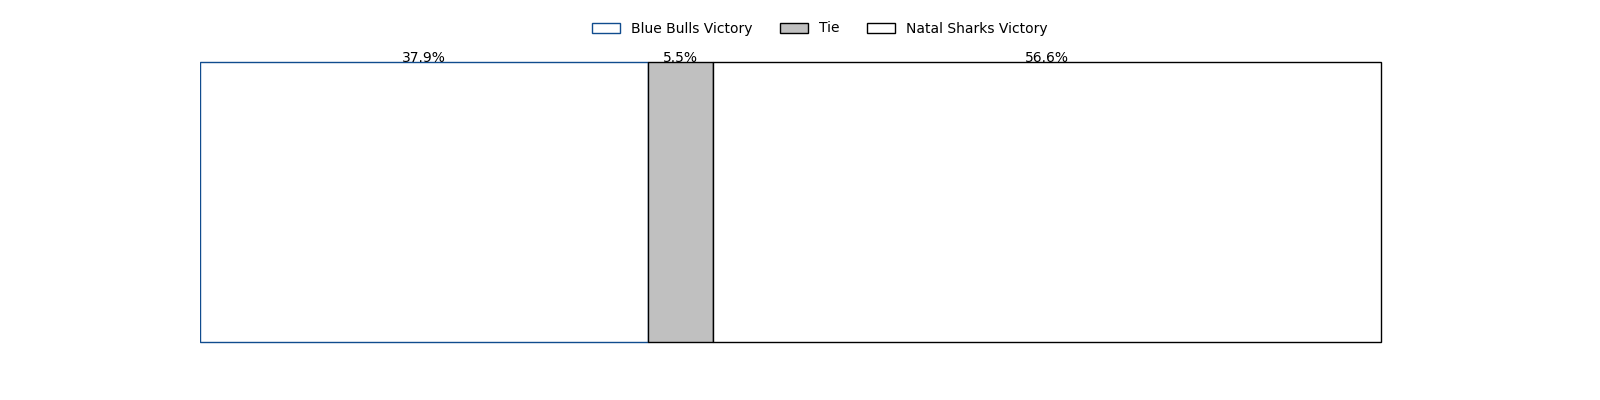 Blue Bulls Victory Tie Natal Sharks Victory
37.9% 5.5% 56.6%